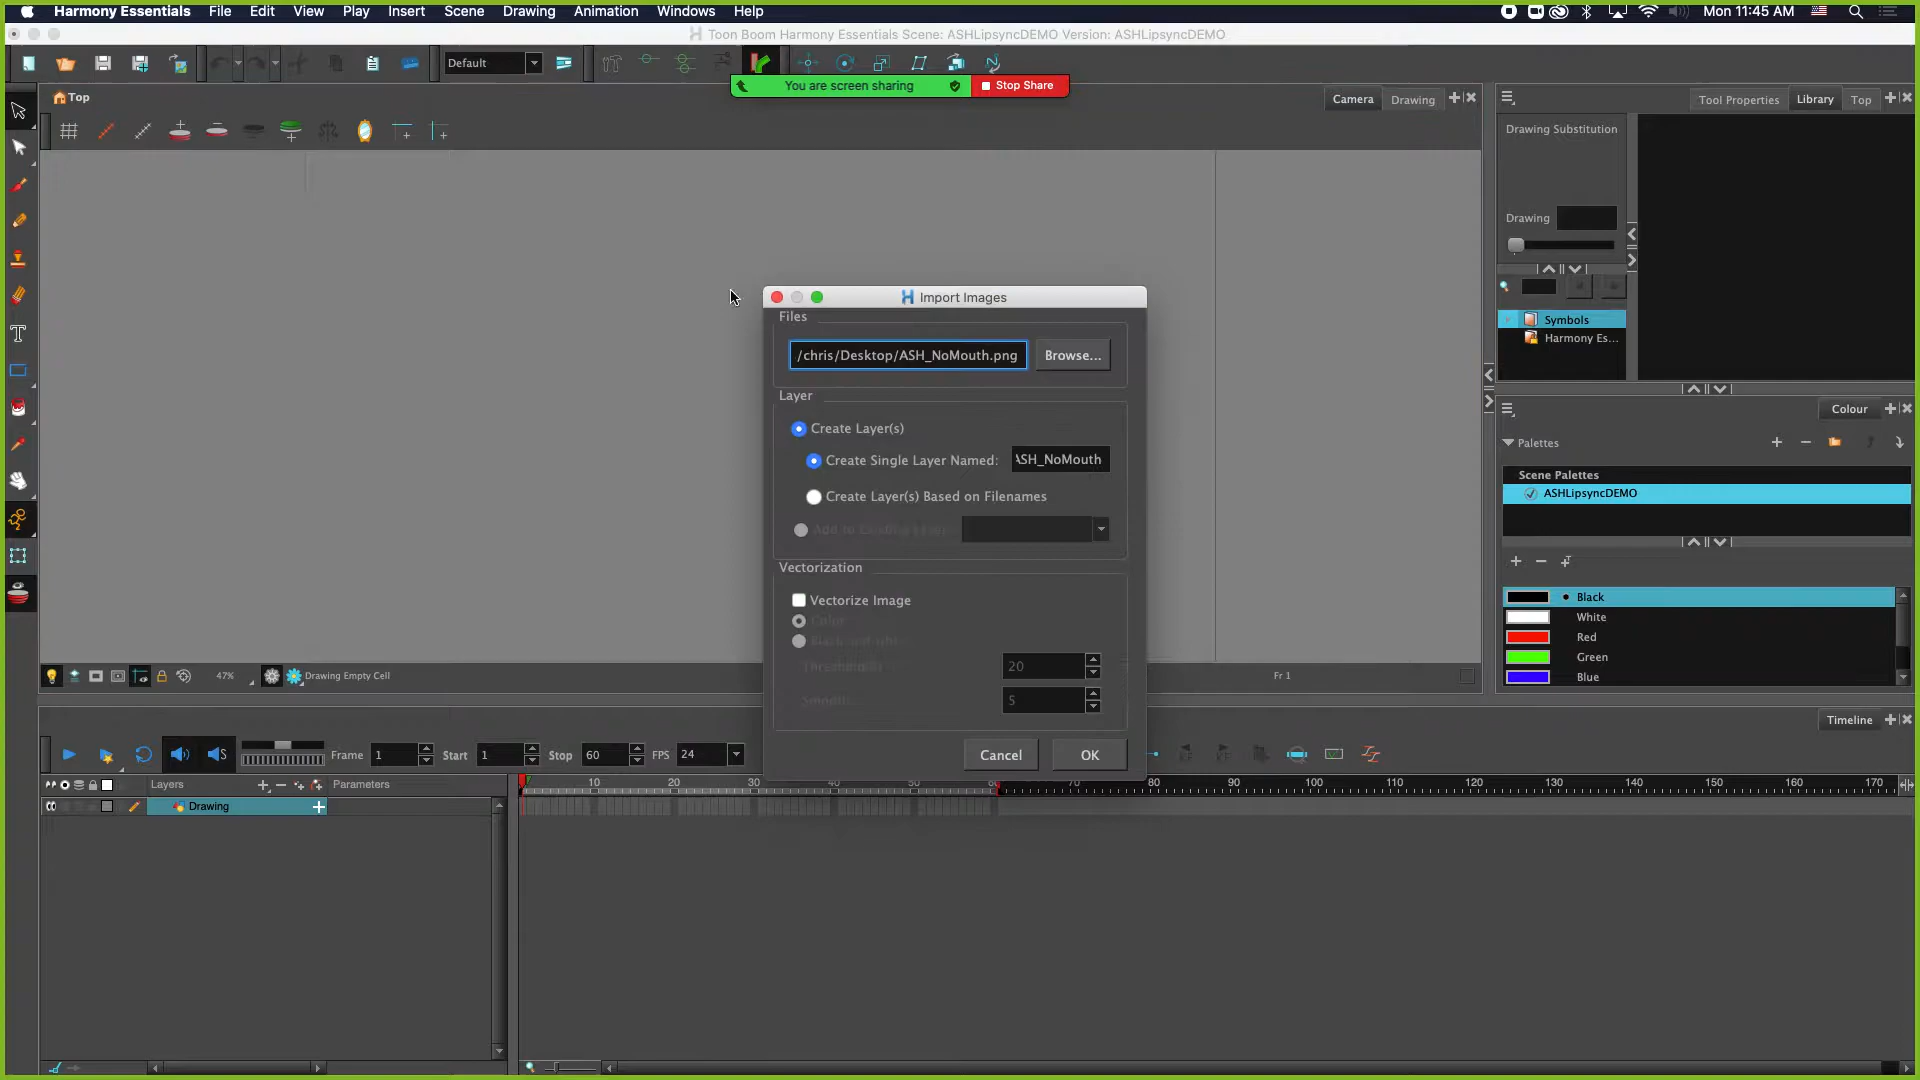 Harmony Essentials File Edit View Play Insert Scene Drawing Animation Windows Help Mon 11:45 AM
Toon Boom Harmony Essentials Scene: ASHLipsyncDEMO Version: ASHLipsyncDEMO
Default
You are screen sharing Stop Share
Top Camera Drawing Tool Properties Library Top
Drawing Substitution
Drawing
Symbols
Harmony Es...
Import Images
Files
/chris/Desktop/ASH_NoMouth.png Browse...
Layer
Create Layer(s)
Create Single Layer Named: ASH_NoMouth
Create Layer(s) Based on Filenames
Vectorization
Vectorize Image
Color
20
5
Cancel OK
Colour
Palettes
Scene Palettes
ASHLipsyncDEMO
Black
White
Red
Green
Blue
47% Drawing Empty Cell Fr 1
Timeline
Frame 1 Start 1 Stop 60 FPS 24
Layers Parameters
10 20 30 40 50 60 70 80 90 100 110 120 130 140 150 160 170
Drawing